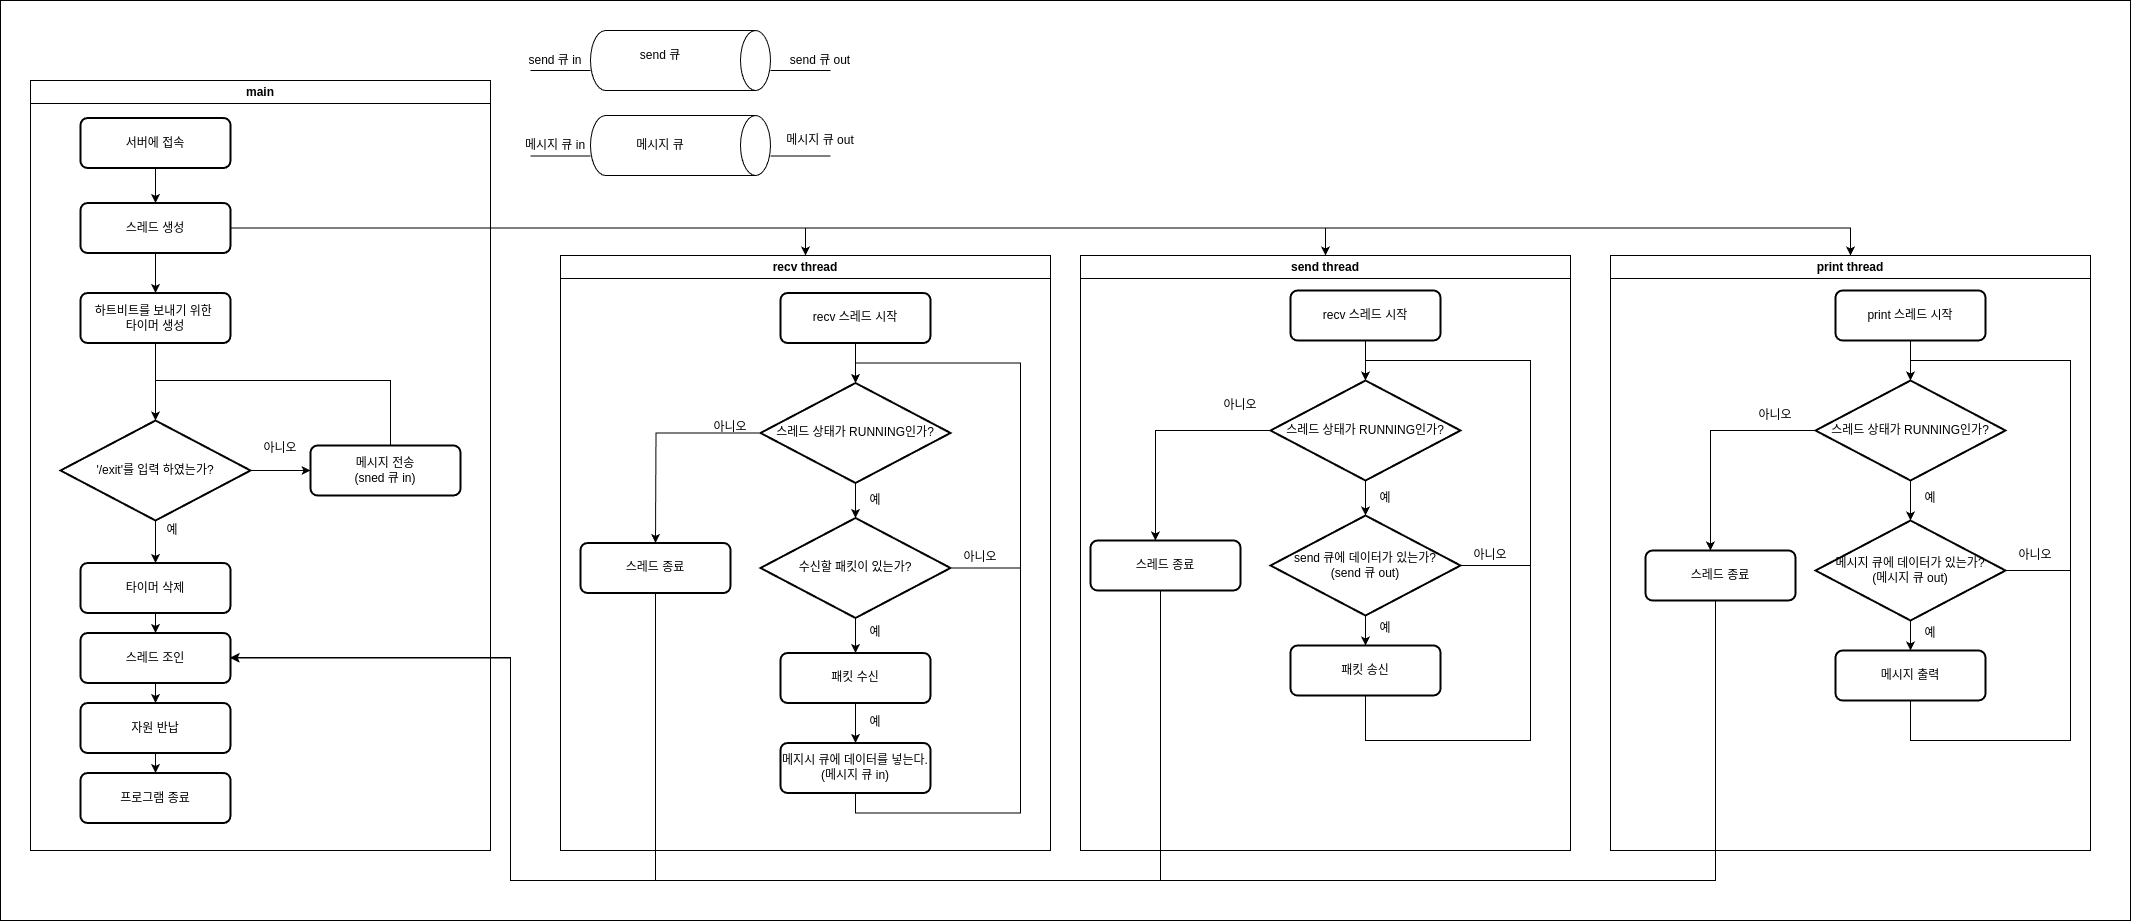 send 큐 in
send 큐
send 큐 out
메시지 큐 in
메시지 큐
메시지 큐 out
main
서버에 접속
스레드 생성
하트비트를 보내기 위한
타이머 생성
'/exit'를 입력 하였는가?
아니오
메시지 전송
(sned 큐 in)
예
타이머 삭제
스레드 조인
자원 반납
프로그램 종료
recv thread
recv 스레드 시작
스레드 상태가 RUNNING인가?
아니오
스레드 종료
예
수신할 패킷이 있는가?
아니오
예
패킷 수신
예
메지시 큐에 데이터를 넣는다.
(메시지 큐 in)
send thread
recv 스레드 시작
스레드 상태가 RUNNING인가?
아니오
스레드 종료
예
send 큐에 데이터가 있는가?
(send 큐 out)
아니오
예
패킷 송신
print thread
print 스레드 시작
스레드 상태가 RUNNING인가?
아니오
스레드 종료
예
메시지 큐에 데이터가 있는가?
(메시지 큐 out)
아니오
예
메시지 출력